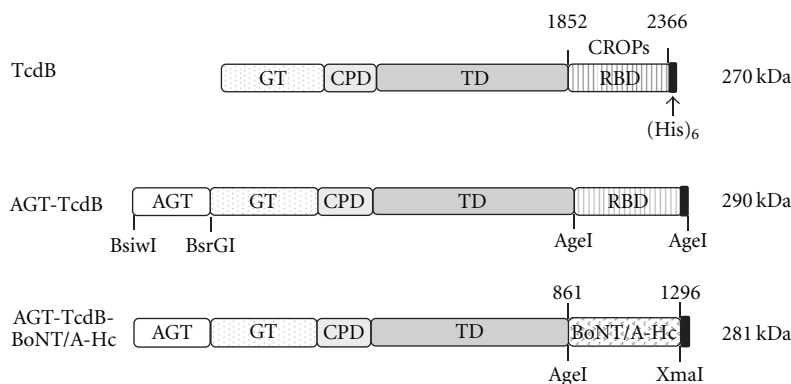 1852 2366
CROPs
TcdB GT CPD TD RBD 270 kDa
(His)6
AGT-TcdB AGT GT CPD TD RBD 290 kDa
BsiwI BsrGI AgeI AgeI
861 1296
AGT-TcdB-
BoNT/A-Hc AGT GT CPD TD BoNT/A-Hc 281 kDa
AgeI XmaI